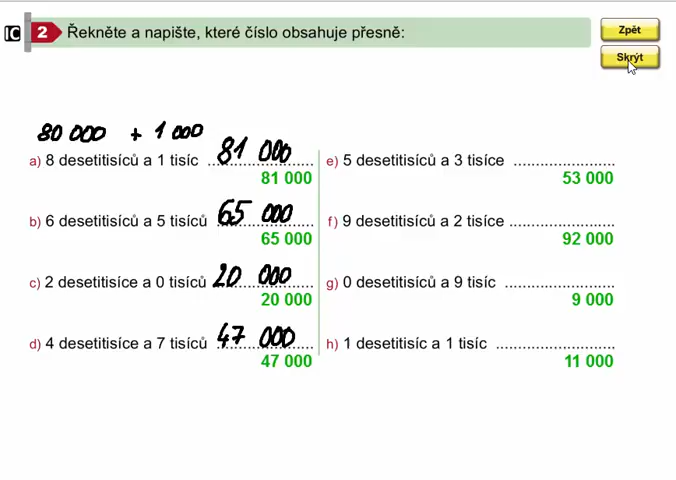 IC 2 Řekněte a napište, které číslo obsahuje přesně:
Zpět
Skrýt
80 000 + 1 000
a) 8 desetitisíců a 1 tisíc ........................ 81 000
81 000
b) 6 desetitisíců a 5 tisíců ...................... 65 000
65 000
c) 2 desetitisíce a 0 tisíců ...................... 20 000
20 000
d) 4 desetitisíce a 7 tisíců ...................... 47 000
47 000
e) 5 desetitisíců a 3 tisíce .......................
53 000
f) 9 desetitisíců a 2 tisíce ........................
92 000
g) 0 desetitisíců a 9 tisíc .........................
9 000
h) 1 desetitisíc a 1 tisíc ...........................
11 000